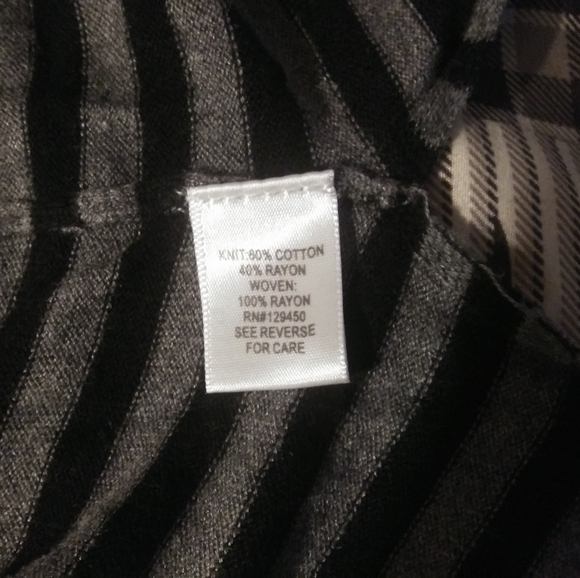 KNIT:60% COTTON
40% RAYON
WOVEN:
100% RAYON
RN#129450
SEE REVERSE
FOR CARE